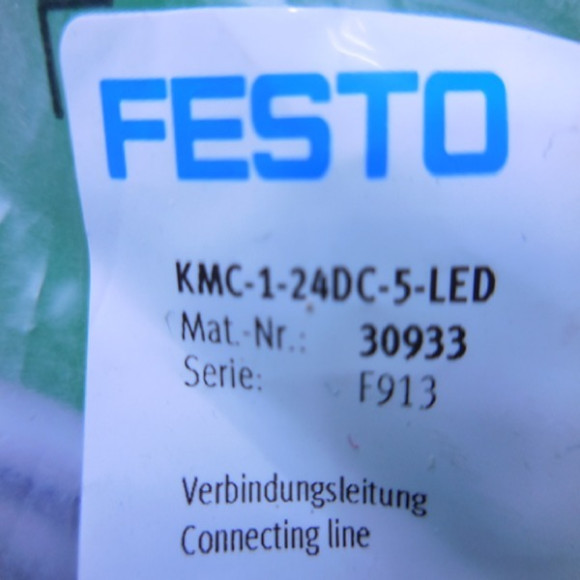 FESTO
KMC-1-24DC-5-LED
Mat.-Nr.: 30933
Serie: F913
Verbindungsleitung
Connecting line